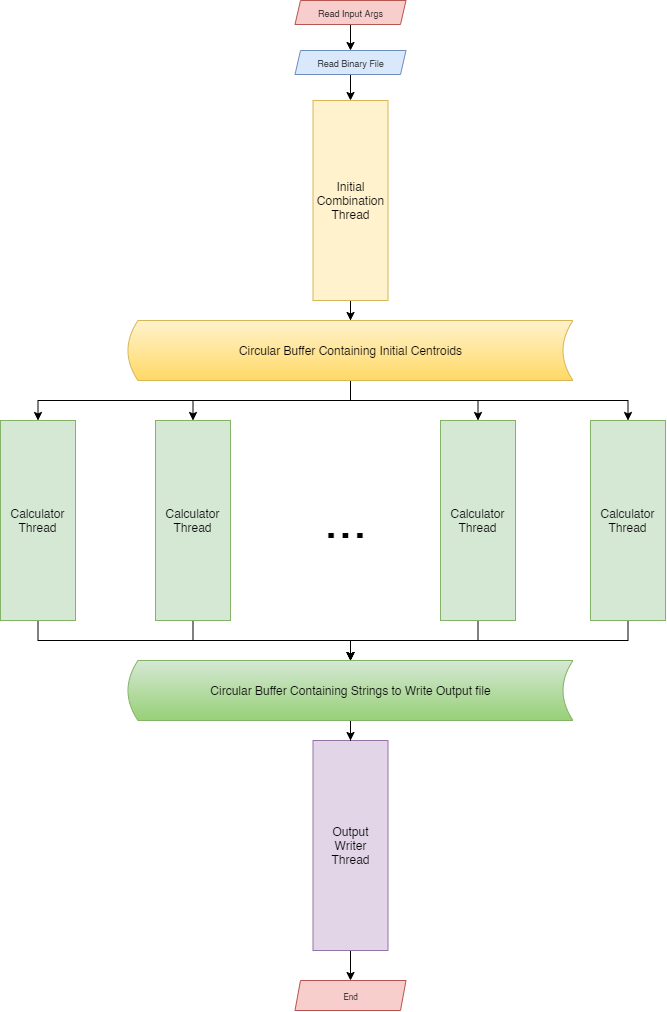 Read Input Args
Read Binary File
Initial
Combination
Thread
Circular Buffer Containing Initial Centroids
Calculator
Thread
Calculator
Thread
...
Calculator
Thread
Calculator
Thread
Circular Buffer Containing Strings to Write Output file
Output
Writer
Thread
End